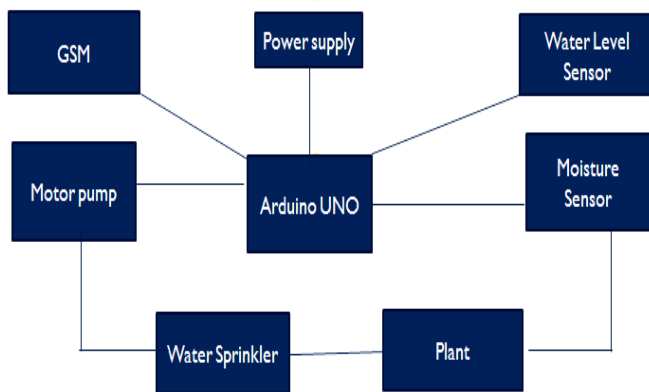 GSM
Power supply
Water Level
Sensor
Motor pump
Arduino UNO
Moisture
Sensor
Water Sprinkler
Plant